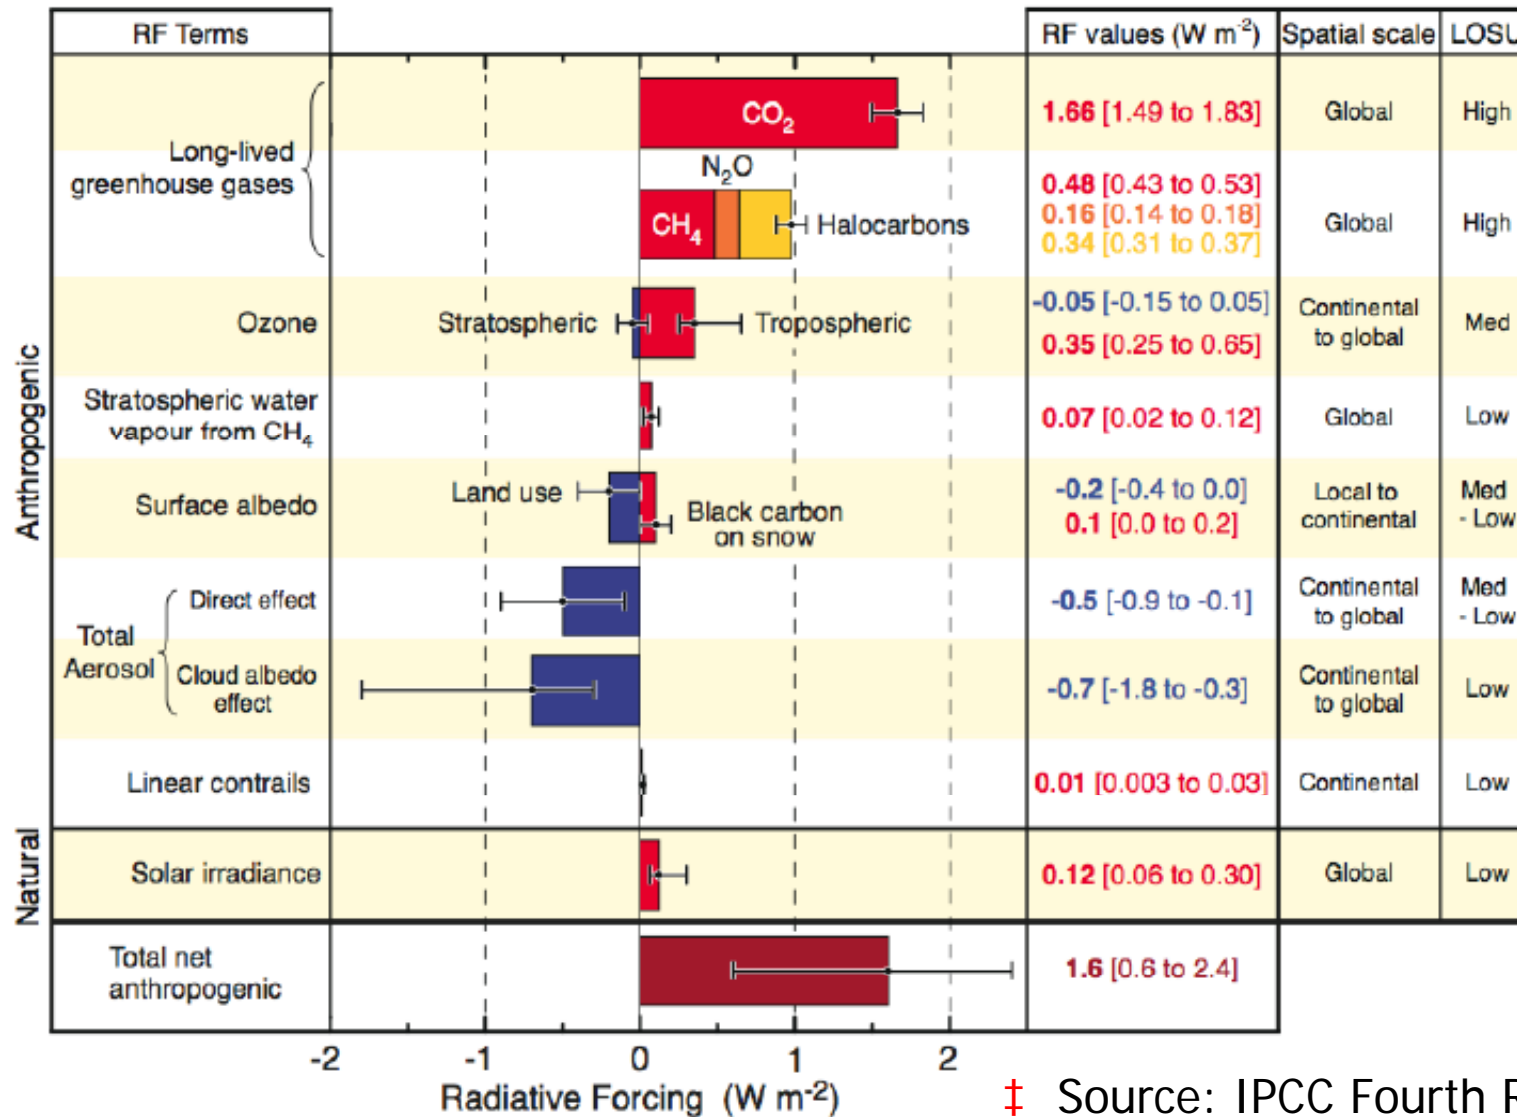 RF Terms
RF values (W m-2)
Spatial scale
LOSU
Anthropogenic
Long-lived
greenhouse gases
CO2
1.66 [1.49 to 1.83]
Global
High
N2O
CH4
Halocarbons
0.48 [0.43 to 0.53]
0.16 [0.14 to 0.18]
0.34 [0.31 to 0.37]
Global
High
Ozone
Stratospheric
Tropospheric
-0.05 [-0.15 to 0.05]
0.35 [0.25 to 0.65]
Continental
to global
Med
Stratospheric water
vapour from CH4
0.07 [0.02 to 0.12]
Global
Low
Surface albedo
Land use
Black carbon
on snow
-0.2 [-0.4 to 0.0]
0.1 [0.0 to 0.2]
Local to
continental
Med
- Low
Total
Aerosol
Direct effect
-0.5 [-0.9 to -0.1]
Continental
to global
Med
- Low
Cloud albedo
effect
-0.7 [-1.8 to -0.3]
Continental
to global
Low
Linear contrails
0.01 [0.003 to 0.03]
Continental
Low
Natural
Solar irradiance
0.12 [0.06 to 0.30]
Global
Low
Total net
anthropogenic
1.6 [0.6 to 2.4]
-2 -1 0 1 2
Radiative Forcing (W m-2)
‡ Source: IPCC Fourth R